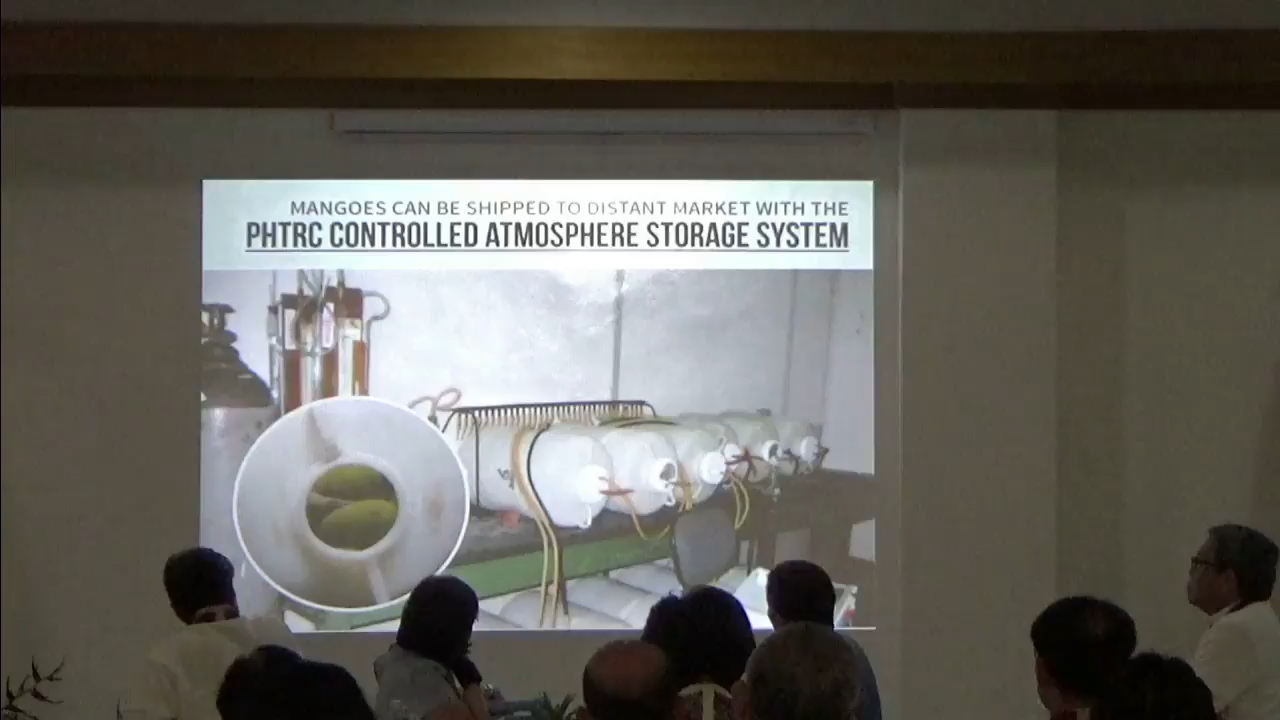 MANGOES CAN BE SHIPPED TO DISTANT MARKET WITH THE
PHTRC CONTROLLED ATMOSPHERE STORAGE SYSTEM